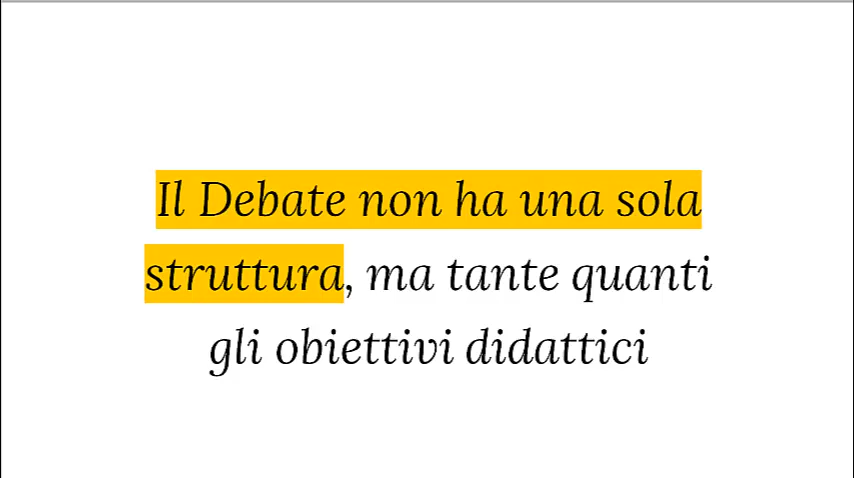 Il Debate non ha una sola
struttura, ma tante quanti
gli obiettivi didattici